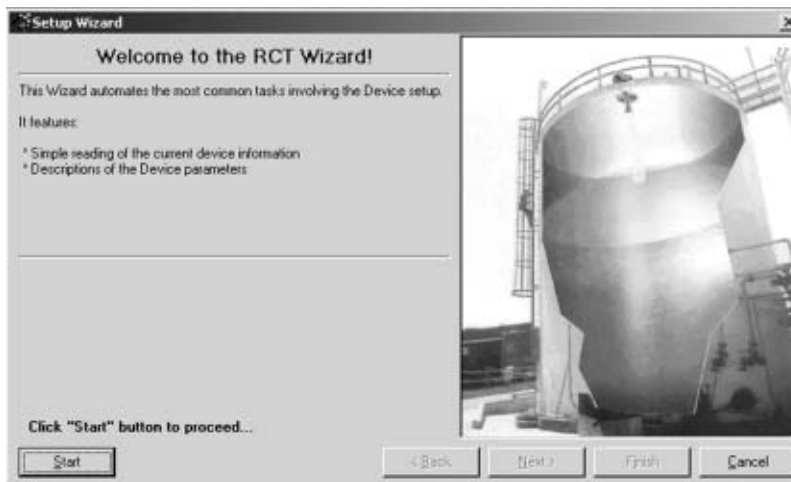 Setup Wizard
Welcome to the RCT Wizard!
This Wizard automates the most common tasks involving the Device setup.
It features:
* Simple reading of the current device information
* Descriptions of the Device parameters
Click "Start" button to proceed...
Start
< Back
Next >
Finish
Cancel